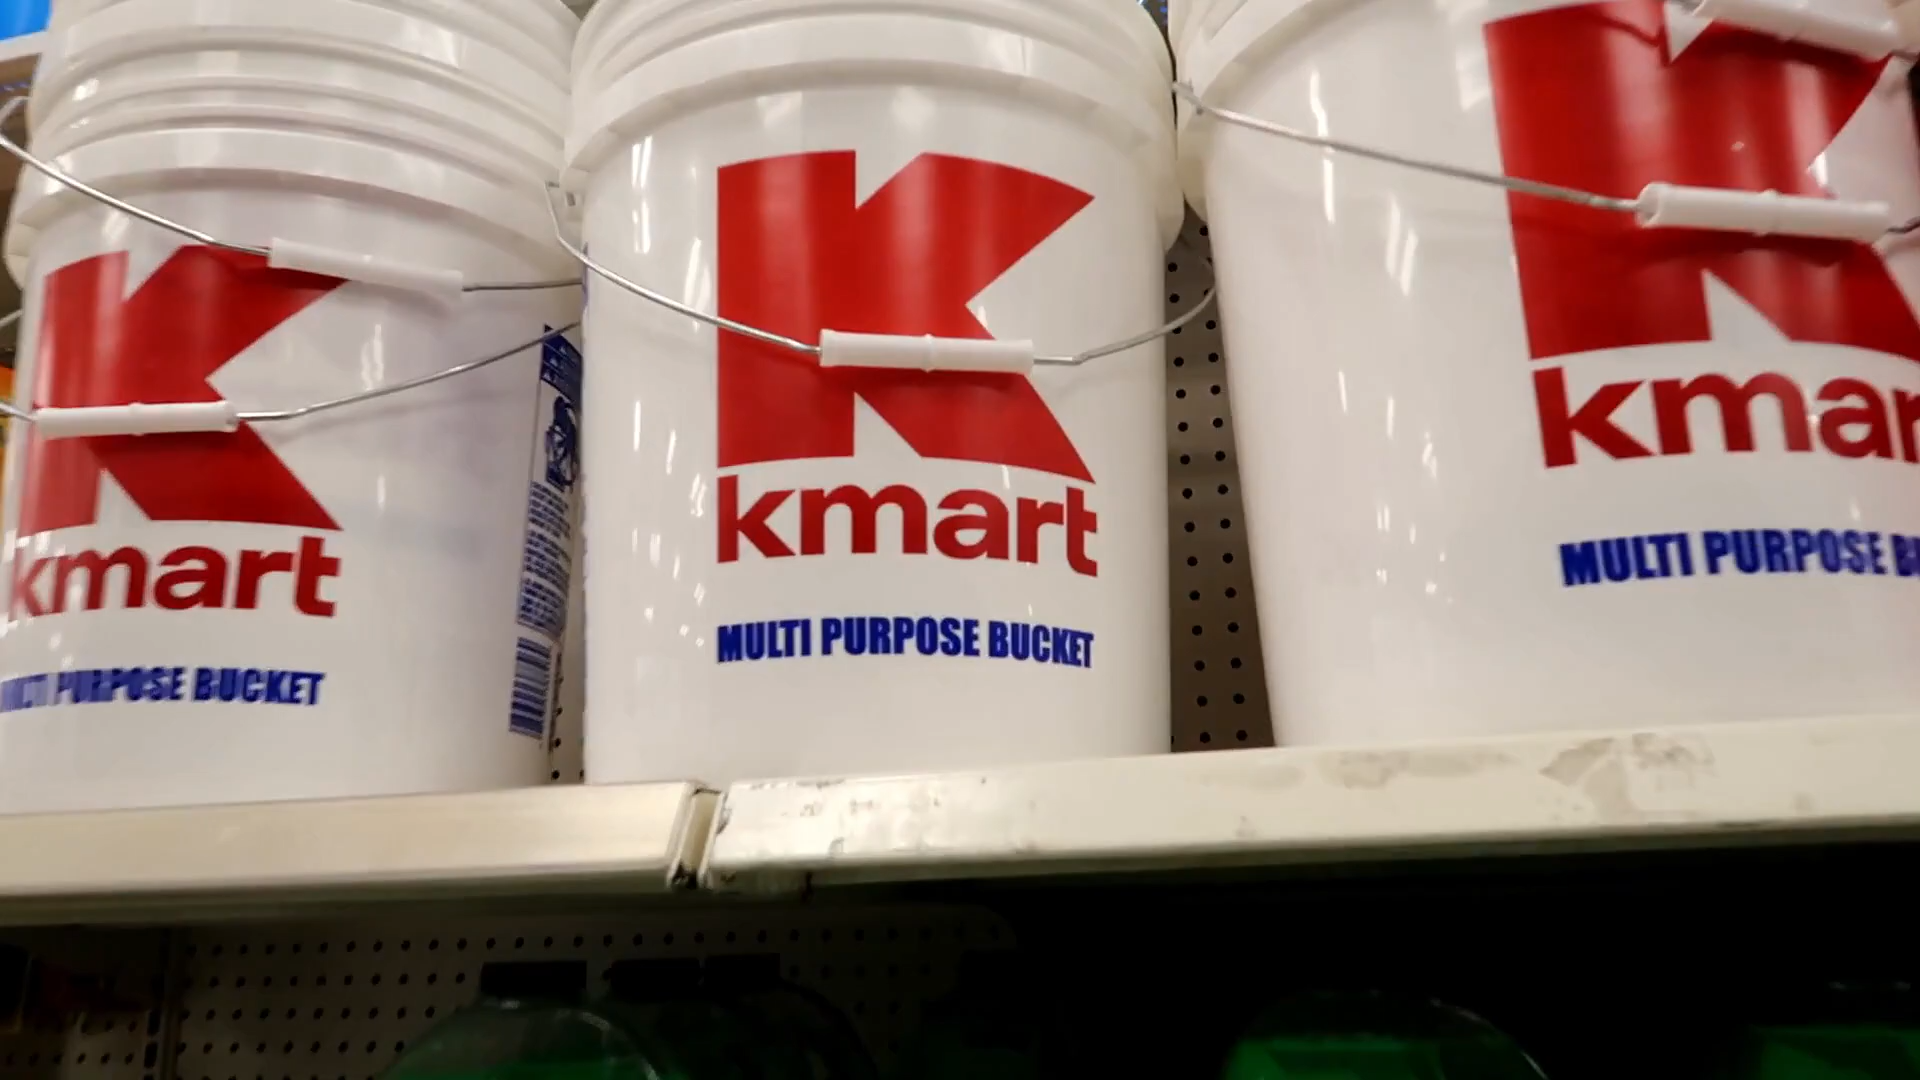 K
kmart
MULTI PURPOSE BUCKET
K
kmart
MULTI PURPOSE BUCKET
K
kmar
MULTI PURPOSE B